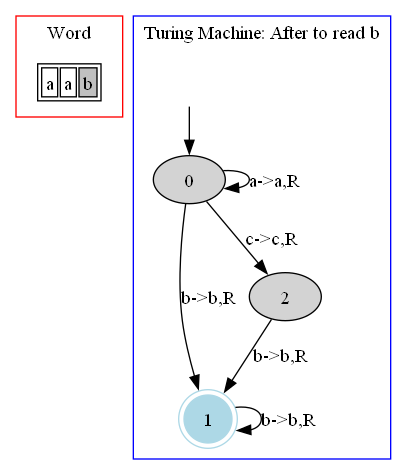 Word
a a b
Turing Machine: After to read b
0
a->a,R
c->c,R
2
b->b,R
b->b,R
1
b->b,R